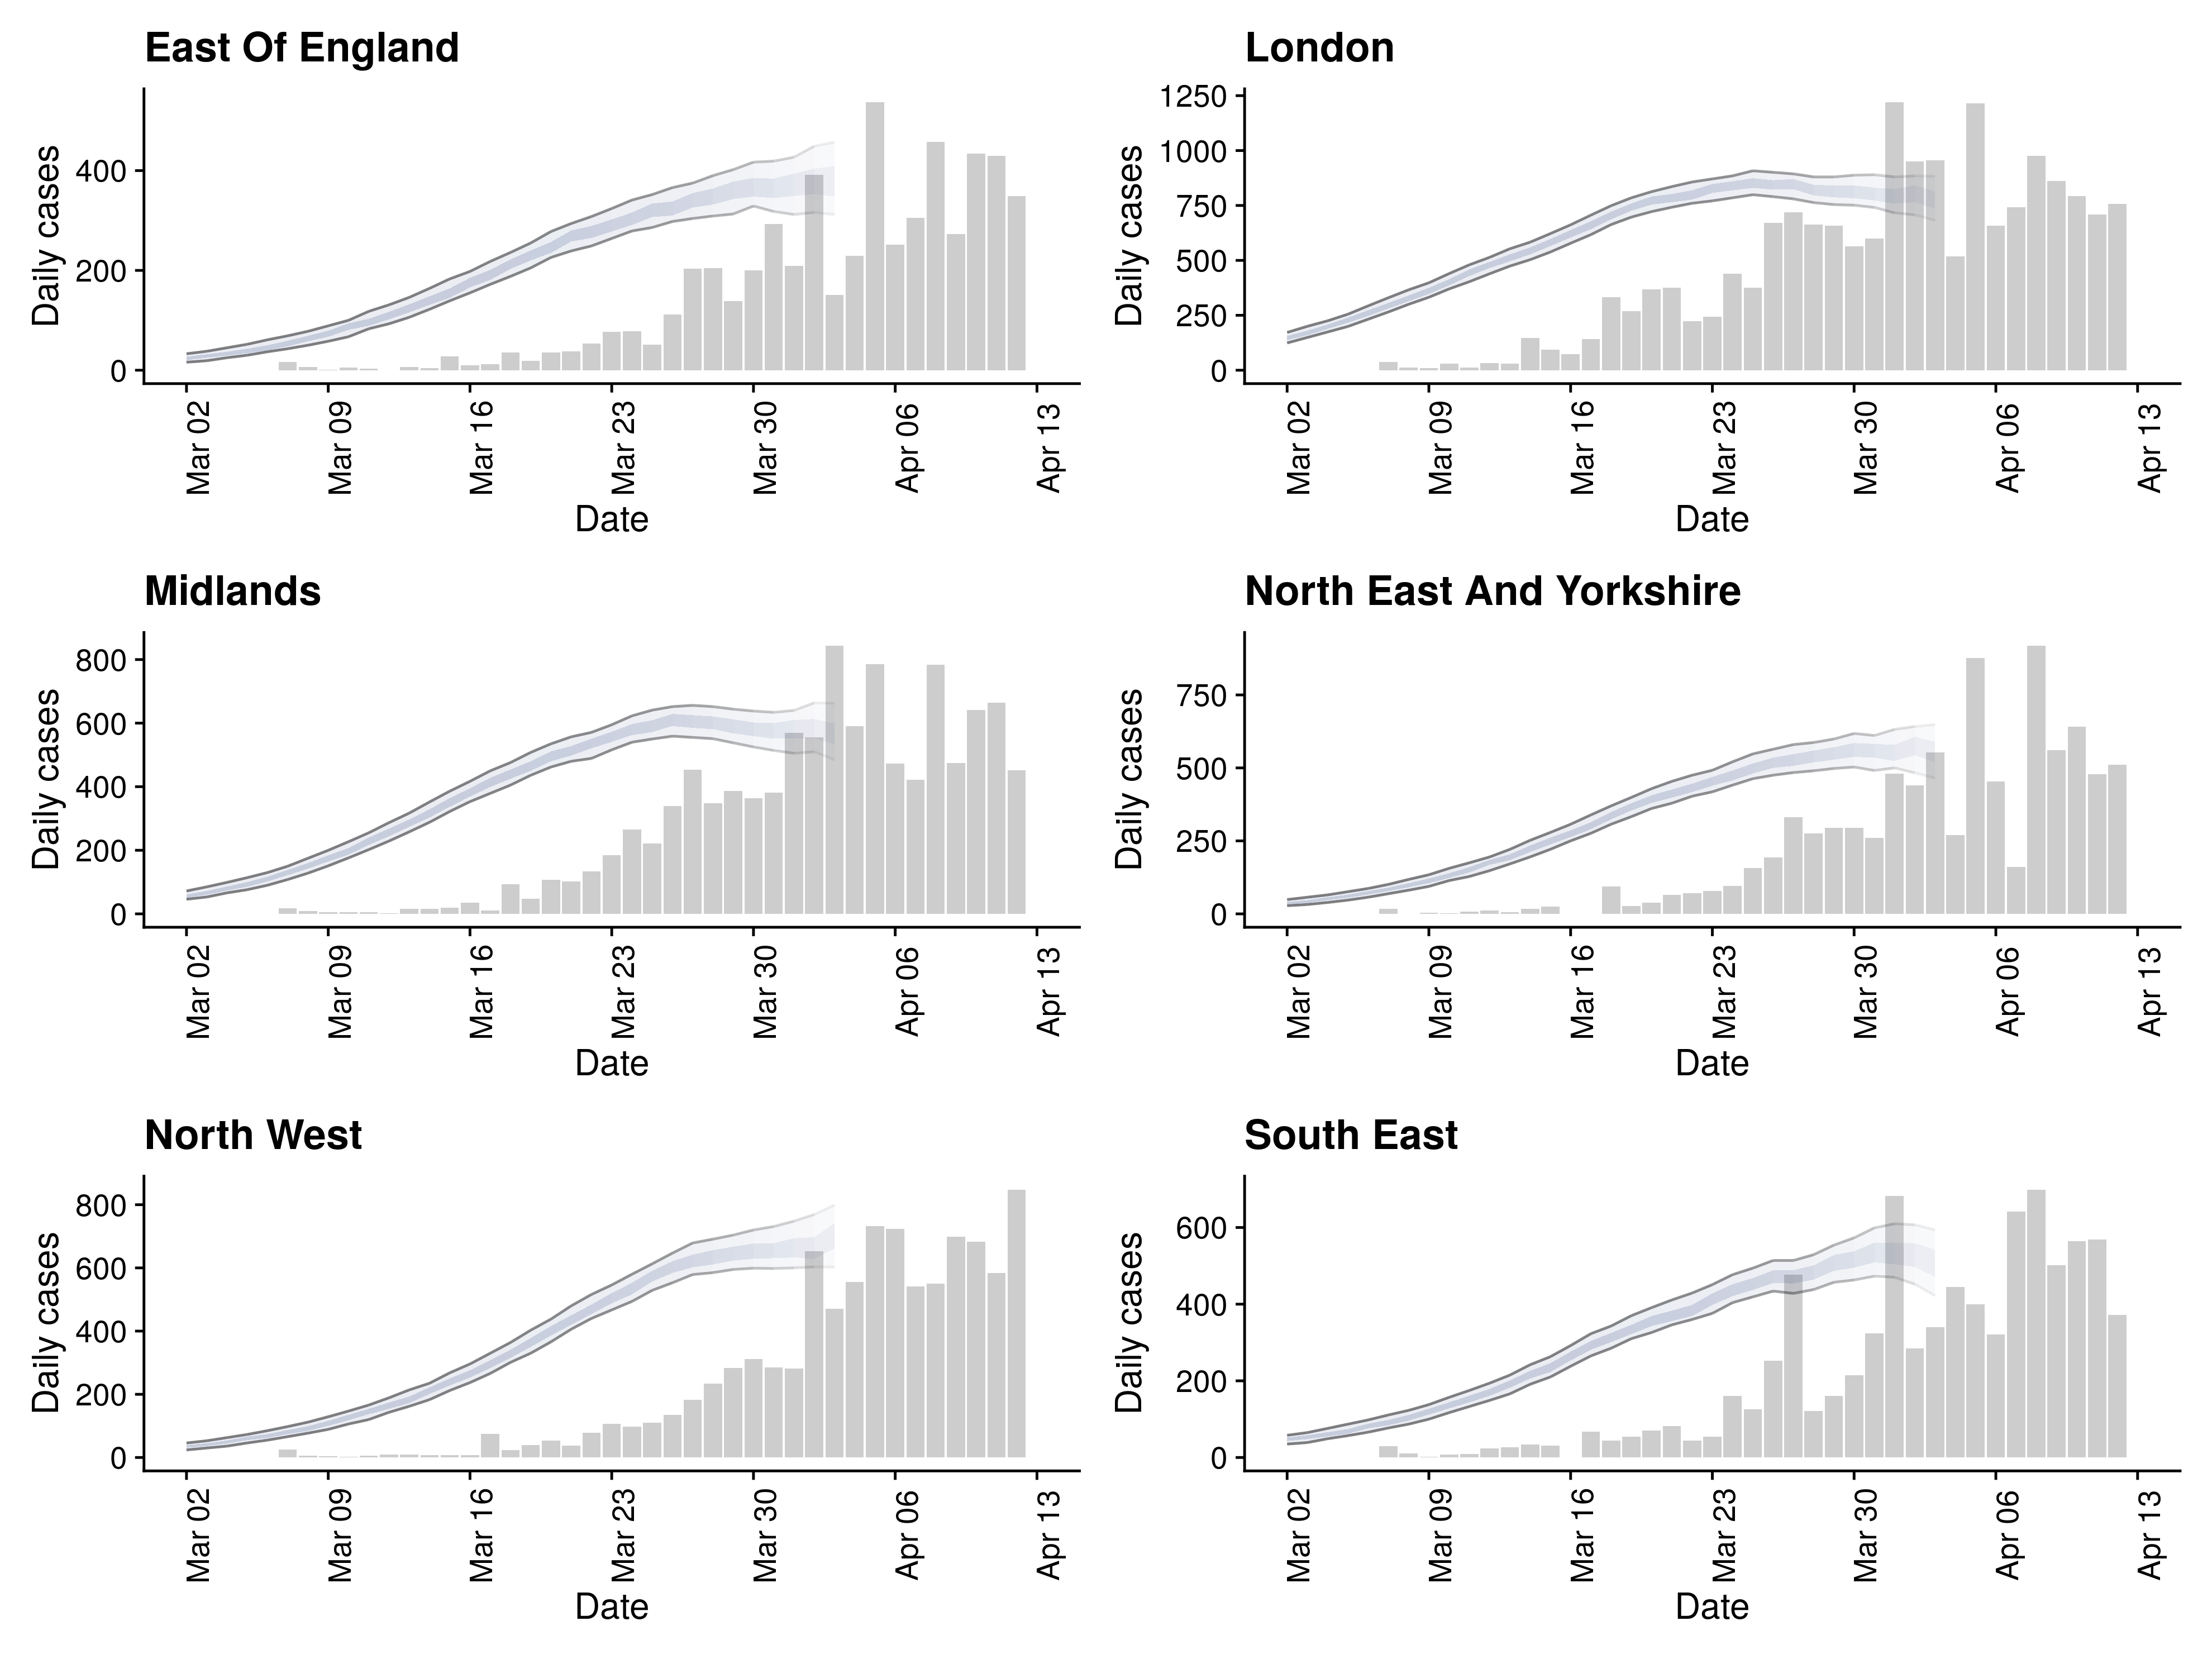 East Of England
Daily cases
400
200
0
Mar 02
Mar 09
Mar 16
Mar 23
Mar 30
Apr 06
Apr 13
Date
London
Daily cases
1250
1000
750
500
250
0
Mar 02
Mar 09
Mar 16
Mar 23
Mar 30
Apr 06
Apr 13
Date
Midlands
Daily cases
800
600
400
200
0
Mar 02
Mar 09
Mar 16
Mar 23
Mar 30
Apr 06
Apr 13
Date
North East And Yorkshire
Daily cases
750
500
250
0
Mar 02
Mar 09
Mar 16
Mar 23
Mar 30
Apr 06
Apr 13
Date
North West
Daily cases
800
600
400
200
0
Mar 02
Mar 09
Mar 16
Mar 23
Mar 30
Apr 06
Apr 13
Date
South East
Daily cases
600
400
200
0
Mar 02
Mar 09
Mar 16
Mar 23
Mar 30
Apr 06
Apr 13
Date